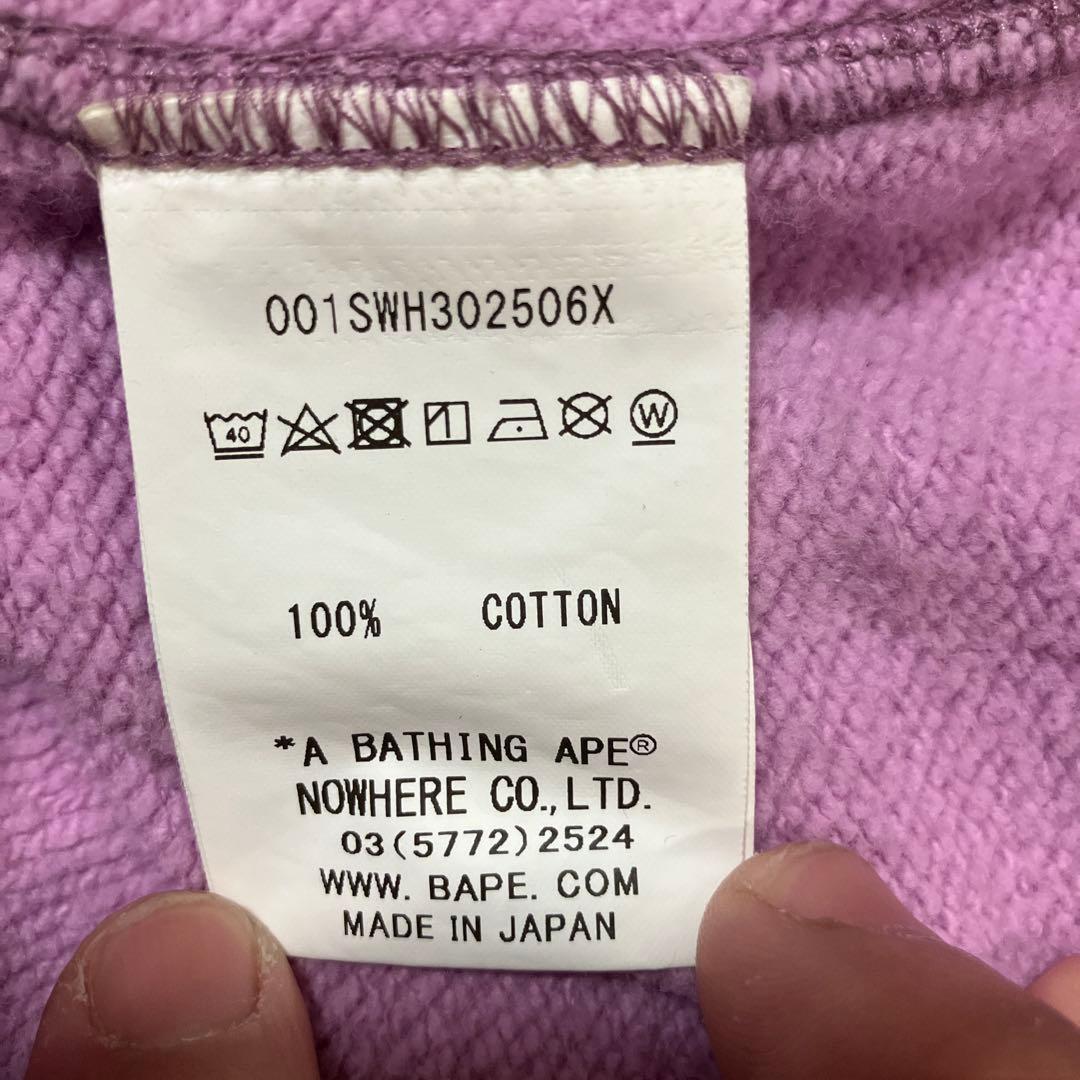 001SWH302506X
40 W
100% COTTON
*A BATHING APE®
NOWHERE CO., LTD.
03(5772)2524
WWW. BAPE. COM
MADE IN JAPAN